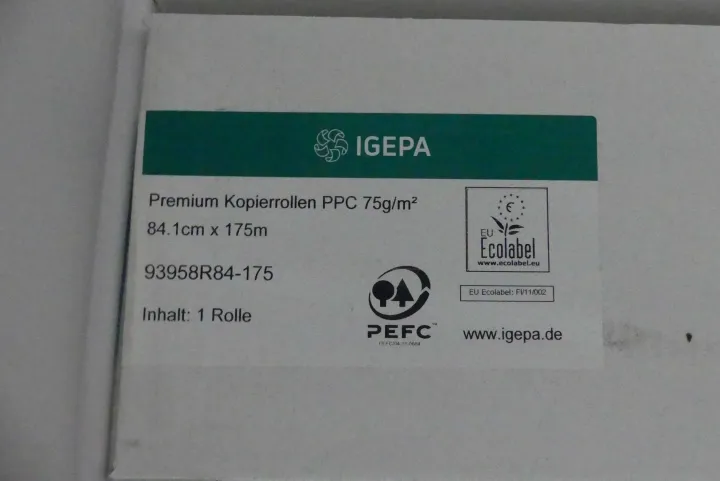 IGEPA
Premium Kopierrollen PPC 75g/m²
84.1cm x 175m
93958R84-175
Inhalt: 1 Rolle
EU
Ecolabel
www.ecolabel.eu
EU Ecolabel: FI/11/002
PEFC™
www.igepa.de